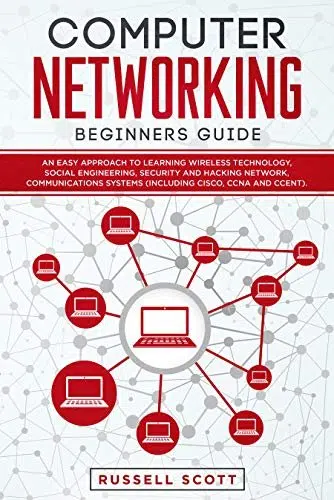 COMPUTER
NETWORKING
BEGINNERS GUIDE
AN EASY APPROACH TO LEARNING WIRELESS TECHNOLOGY,
SOCIAL ENGINEERING, SECURITY AND HACKING NETWORK,
COMMUNICATIONS SYSTEMS (INCLUDING CISCO, CCNA AND CCENT).
RUSSELL SCOTT